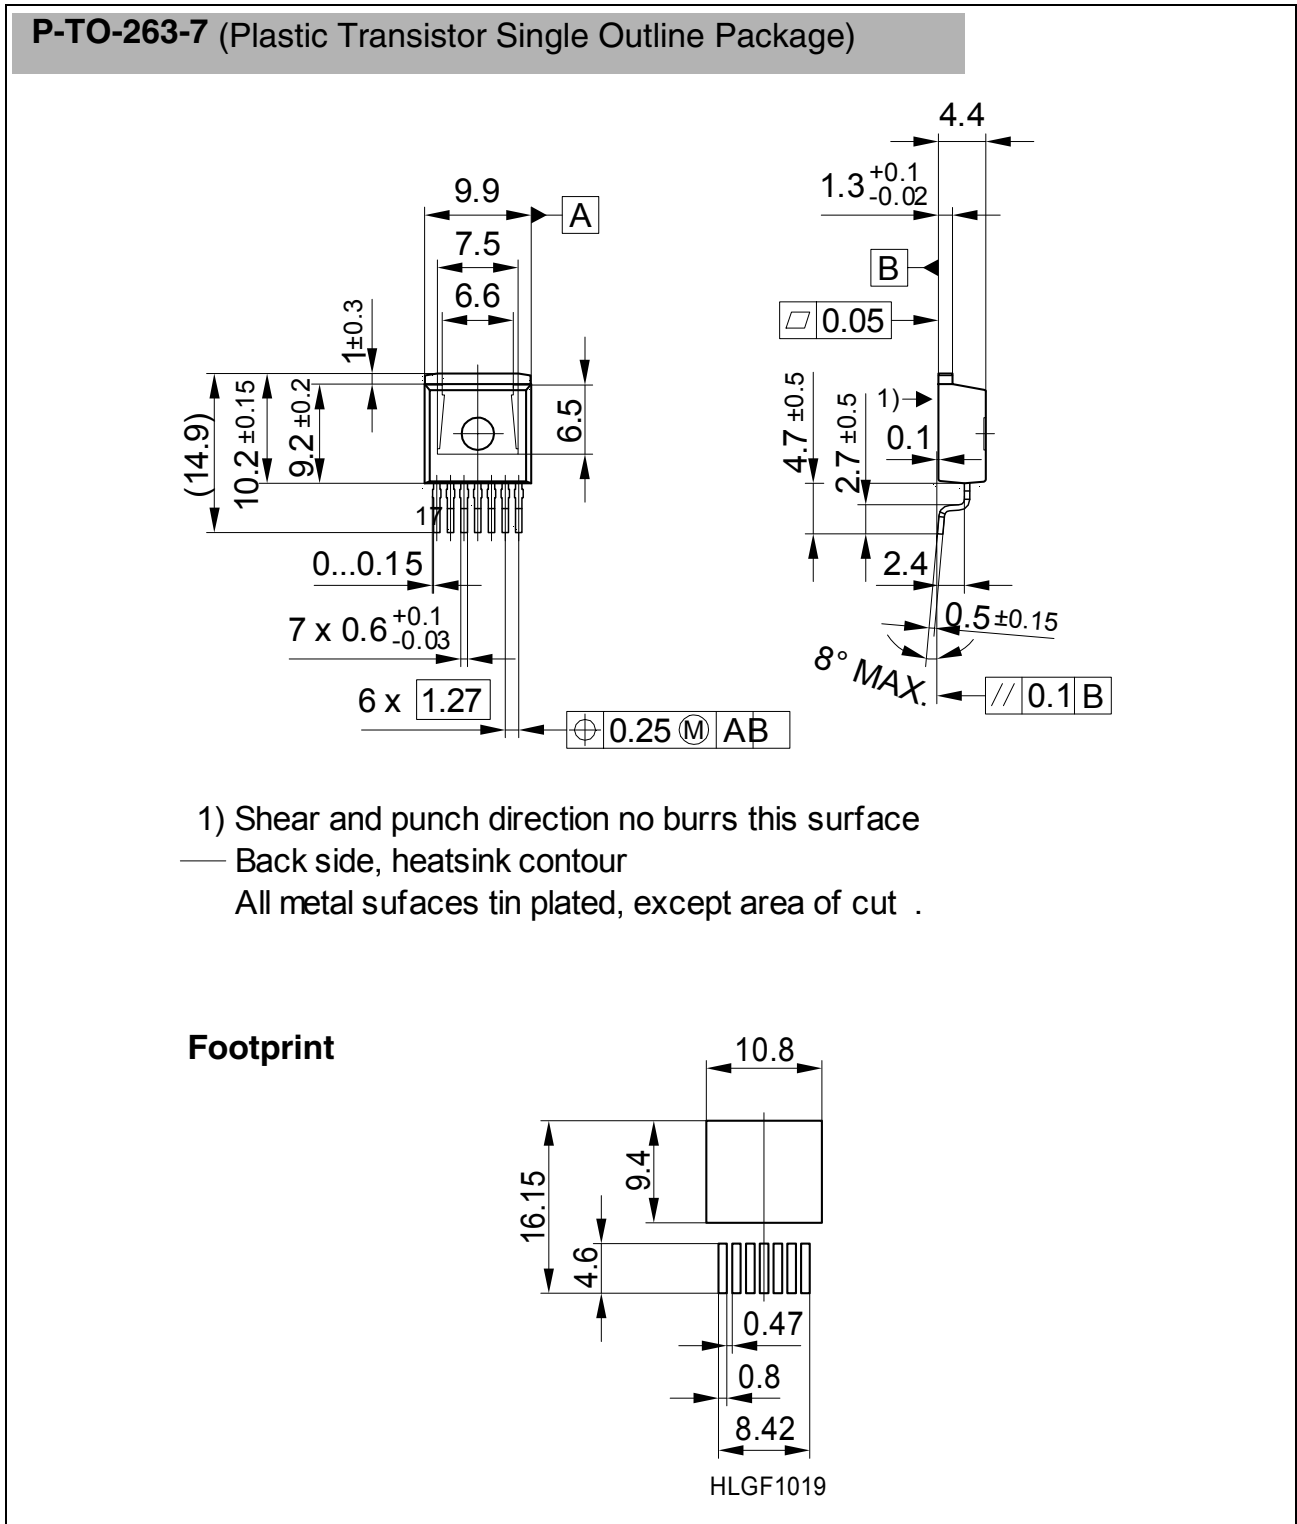 P-TO-263-7 (Plastic Transistor Single Outline Package)
4.4
1.3 +0.1 -0.02
9.9
A
7.5
B
6.6
0.05
1±0.3
(14.9)
10.2 ±0.15
9.2 ±0.2
6.5
4.7 ±0.5
2.7 ±0.5
1)
0.1
17
0...0.15
2.4
7 x 0.6 +0.1 -0.03
0.5 ±0.15
8° MAX.
6 x 1.27
// 0.1 B
0.25 Ⓜ AB
1) Shear and punch direction no burrs this surface
Back side, heatsink contour
All metal sufaces tin plated, except area of cut .
Footprint
10.8
16.15
9.4
4.6
0.47
0.8
8.42
HLGF1019